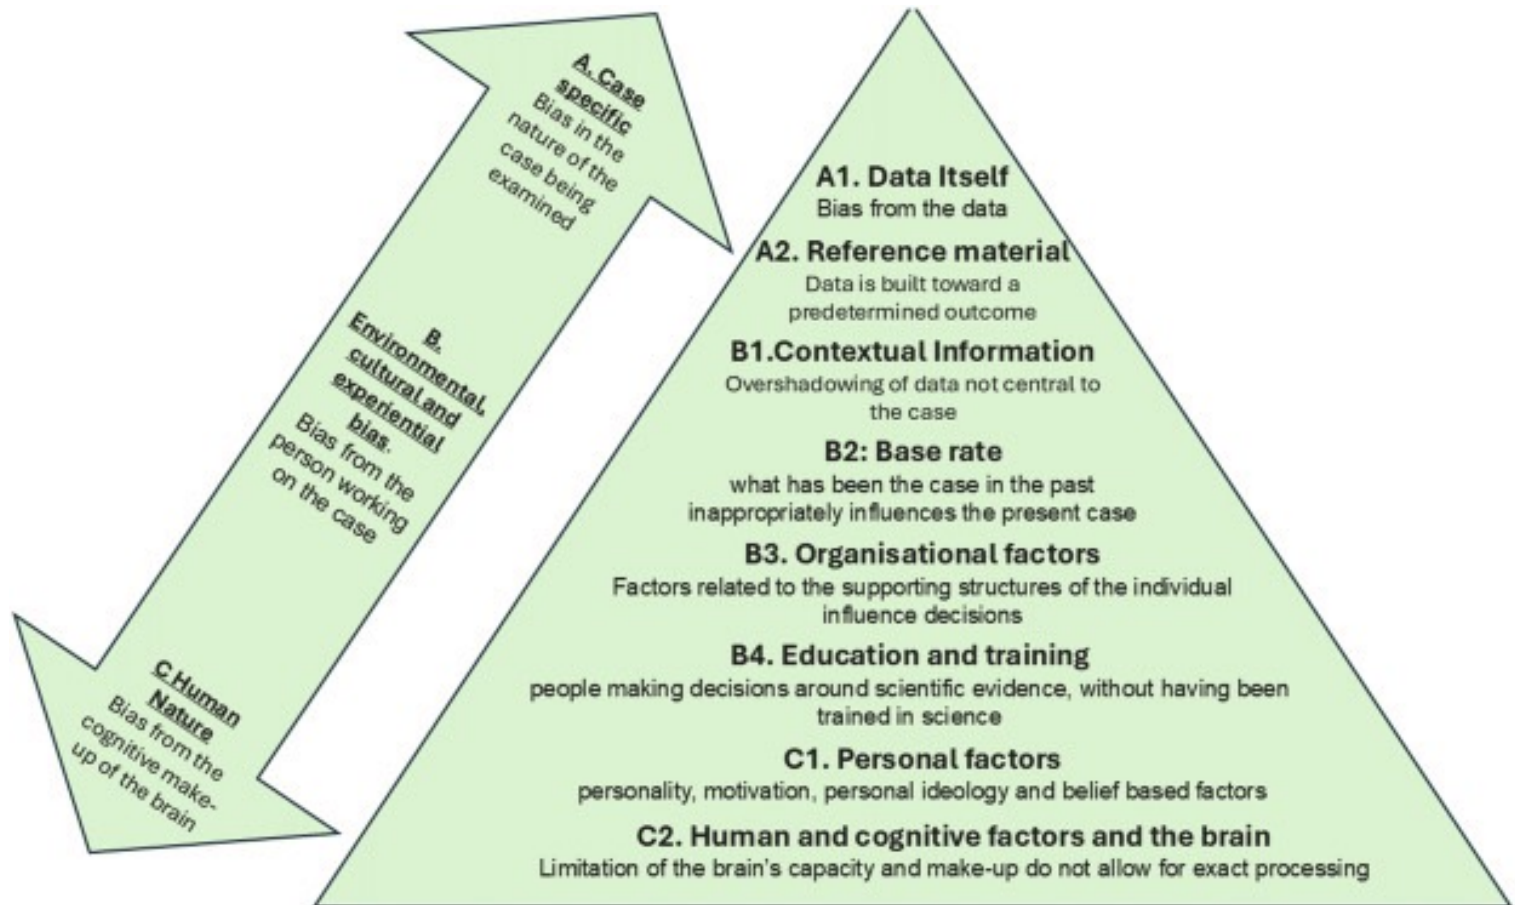 A. Case
specific
Bias in the
nature of the
case being
examined
B.
Environmental,
cultural and
experiential
bias.
Bias from the
person working
on the case
C Human
Nature
Bias from the
cognitive make-
up of the brain
A1. Data Itself
Bias from the data
A2. Reference material
Data is built toward a
predetermined outcome
B1.Contextual Information
Overshadowing of data not central to
the case
B2: Base rate
what has been the case in the past
inappropriately influences the present case
B3. Organisational factors
Factors related to the supporting structures of the individual
influence decisions
B4. Education and training
people making decisions around scientific evidence, without having been
trained in science
C1. Personal factors
personality, motivation, personal ideology and belief based factors
C2. Human and cognitive factors and the brain
Limitation of the brain's capacity and make-up do not allow for exact processing